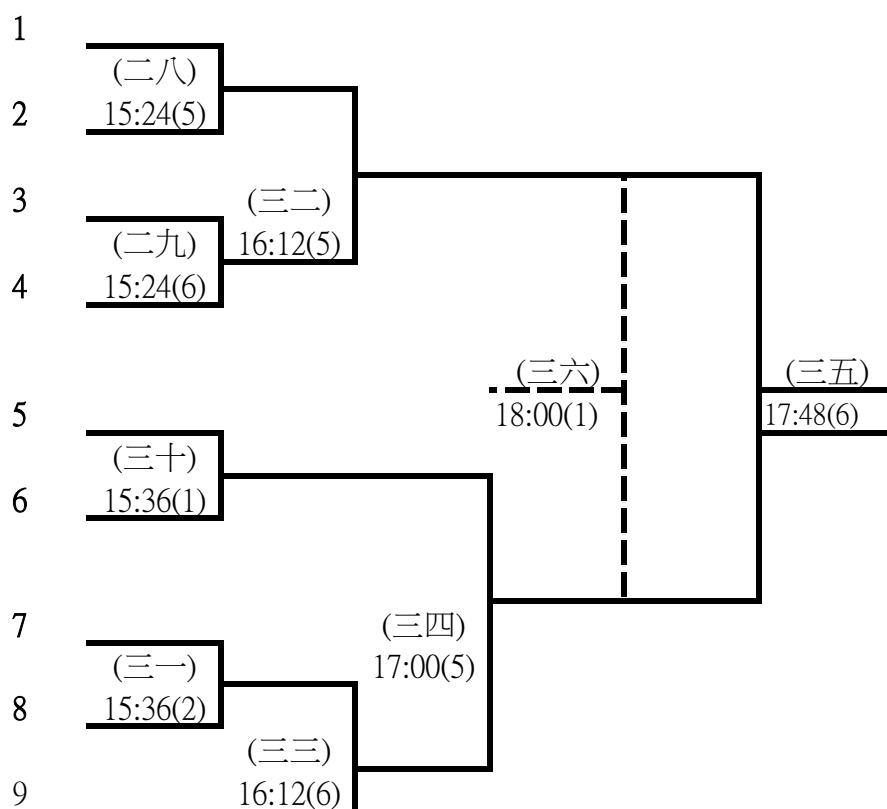 1
(二八)
2
15:24(5)
3
(三二)
(二九)
16:12(5)
4
15:24(6)
(三六)
(三五)
5
18:00(1)
17:48(6)
(三十)
6
15:36(1)
7
(三四)
(三一)
17:00(5)
8
15:36(2)
(三三)
9
16:12(6)